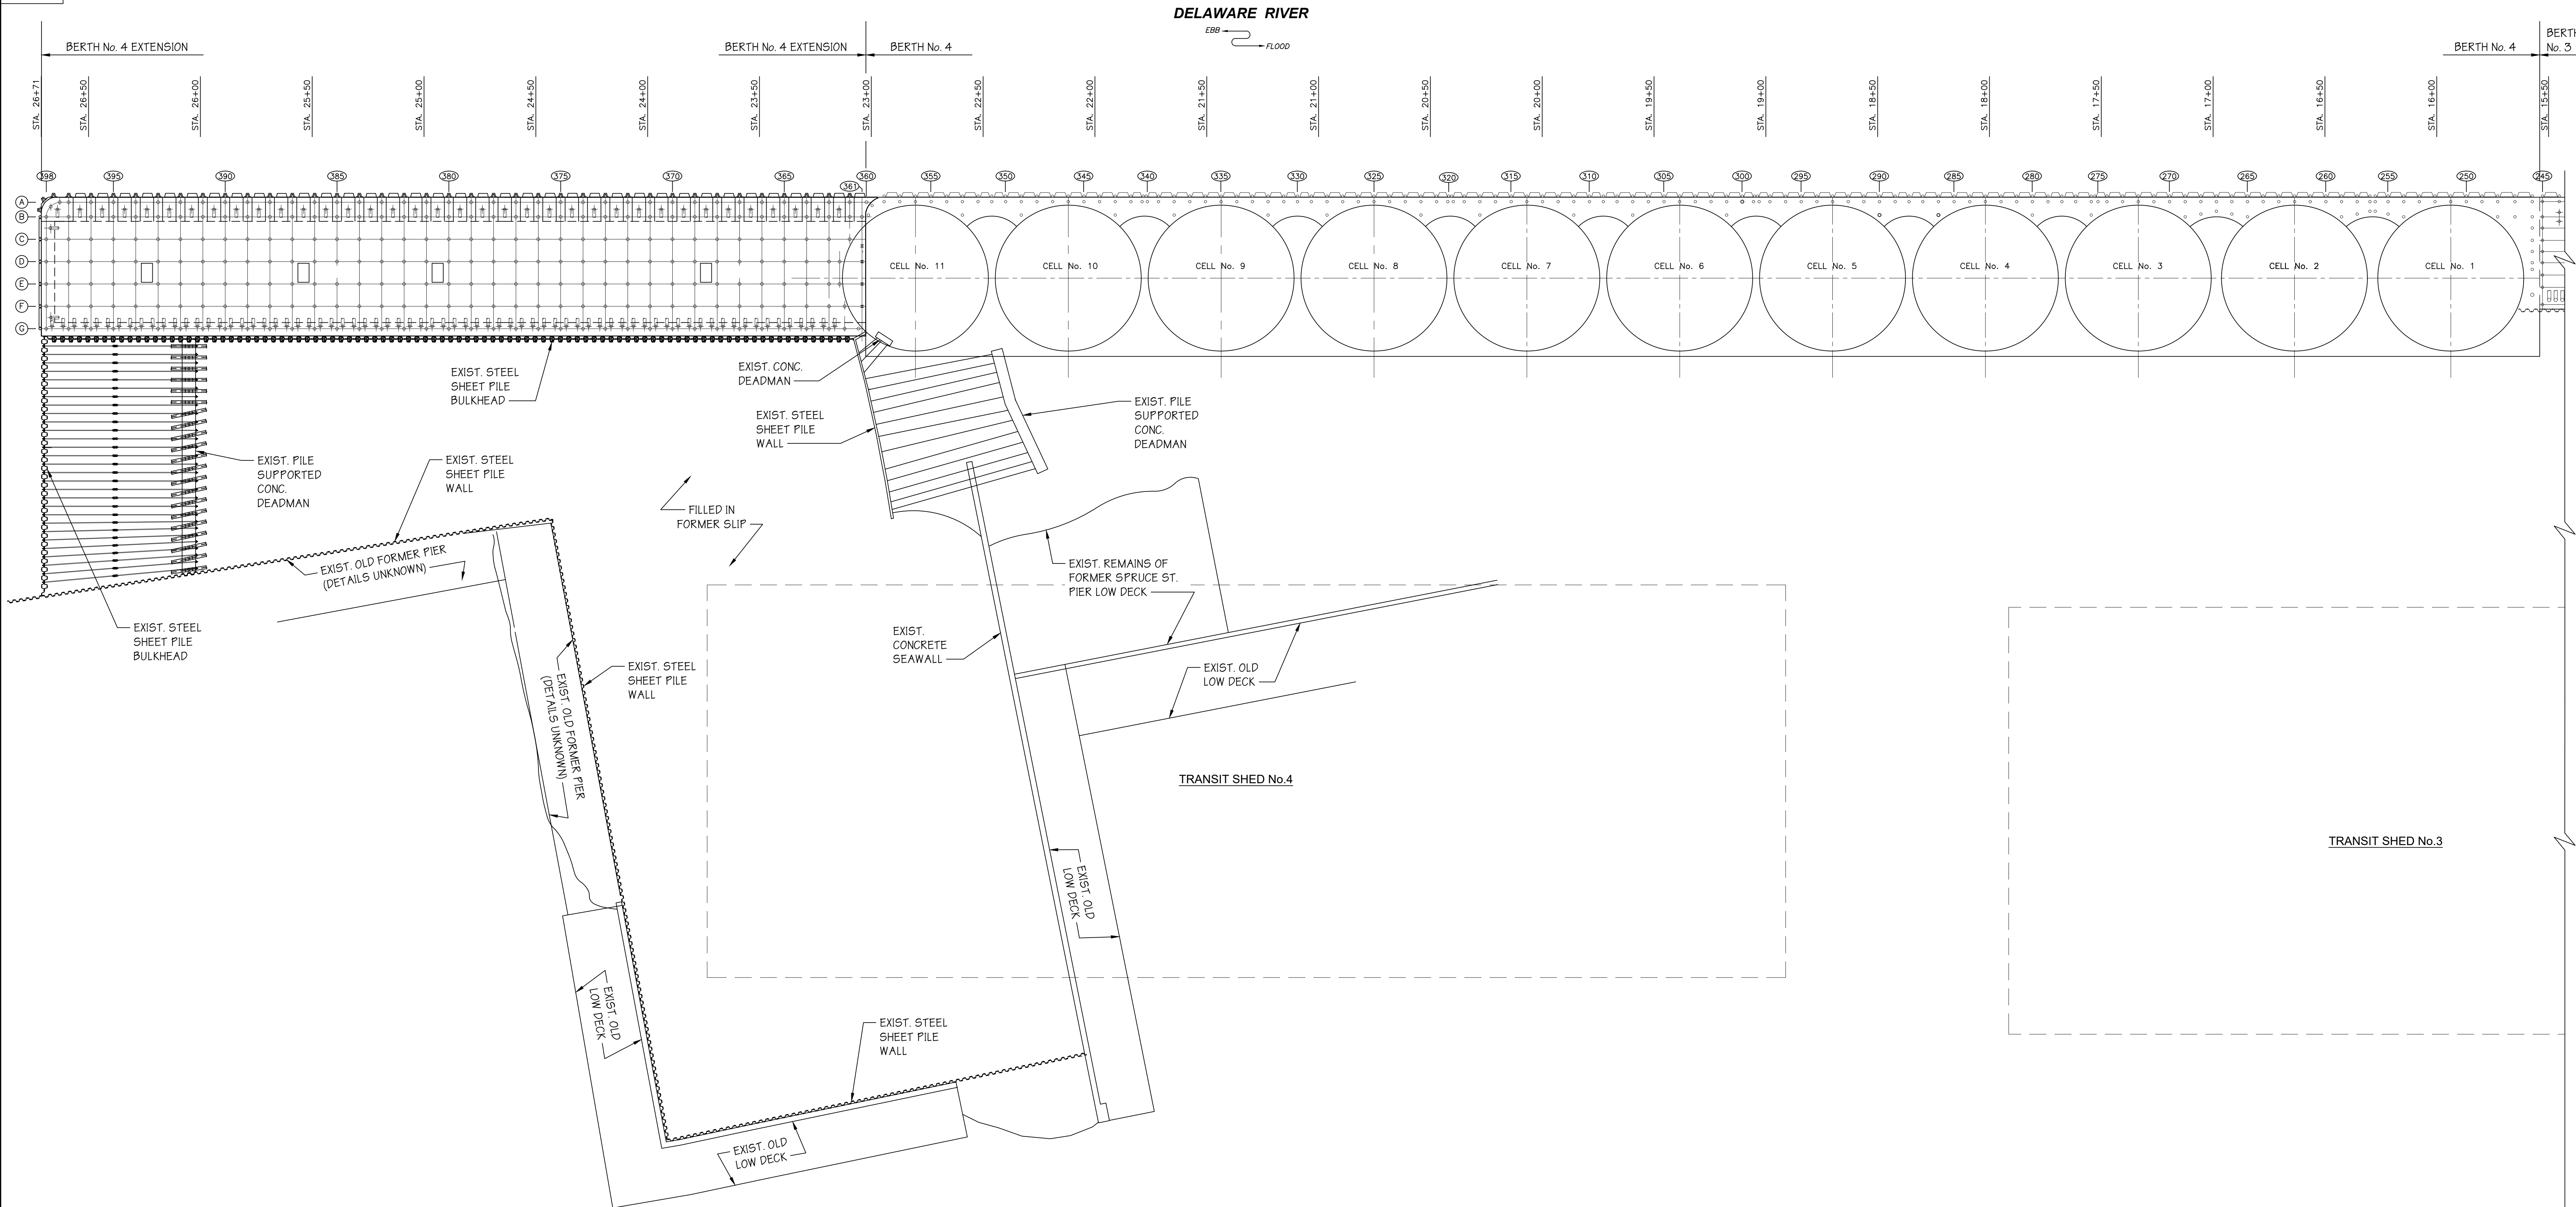 DELAWARE RIVER
EBB
FLOOD
BERTH No. 4 EXTENSION
BERTH No. 4 EXTENSION
BERTH No. 4
BERTH No. 4
BERTH
No. 3
STA. 26+71
STA. 26+50
STA. 26+00
STA. 25+50
STA. 25+00
STA. 24+50
STA. 24+00
STA. 23+50
STA. 23+00
STA. 22+50
STA. 22+00
STA. 21+50
STA. 21+00
STA. 20+50
STA. 20+00
STA. 19+50
STA. 19+00
STA. 18+50
STA. 18+00
STA. 17+50
STA. 17+00
STA. 16+50
STA. 16+00
STA. 15+50
398
395
390
385
380
375
370
365
361
360
355
350
345
340
335
330
325
320
315
310
305
300
295
290
285
280
275
270
265
260
255
250
245
A
B
C
D
E
F
G
CELL No. 11
CELL No. 10
CELL No. 9
CELL No. 8
CELL No. 7
CELL No. 6
CELL No. 5
CELL No. 4
CELL No. 3
CELL No. 2
CELL No. 1
EXIST. STEEL
SHEET PILE
BULKHEAD
EXIST. CONC.
DEADMAN
EXIST. STEEL
SHEET PILE
WALL
EXIST. PILE
SUPPORTED
CONC.
DEADMAN
EXIST. PILE
SUPPORTED
CONC.
DEADMAN
EXIST. STEEL
SHEET PILE
WALL
FILLED IN
FORMER SLIP
EXIST. OLD FORMER PIER
(DETAILS UNKNOWN)
EXIST. REMAINS OF
FORMER SPRUCE ST.
PIER LOW DECK
EXIST. STEEL
SHEET PILE
BULKHEAD
EXIST.
CONCRETE
SEAWALL
EXIST. STEEL
SHEET PILE
WALL
EXIST. OLD
LOW DECK
EXIST. OLD FORMER PIER
(DETAILS UNKNOWN)
TRANSIT SHED No.4
TRANSIT SHED No.3
EXIST. OLD
LOW DECK
EXIST. OLD
LOW DECK
EXIST. STEEL
SHEET PILE
WALL
EXIST. OLD
LOW DECK